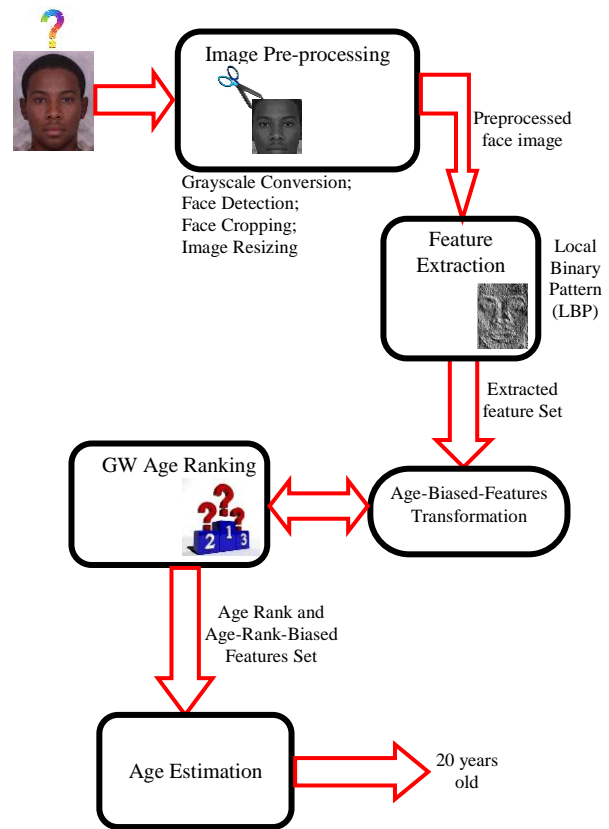 ?
Image Pre-processing
Grayscale Conversion;
Face Detection;
Face Cropping;
Image Resizing
Preprocessed
face image
Feature
Extraction
Local
Binary
Pattern
(LBP)
Extracted
feature Set
GW Age Ranking
? ? ?
2 1 3
Age-Biased-Features
Transformation
Age Rank and
Age-Rank-Biased
Features Set
Age Estimation
20 years
old